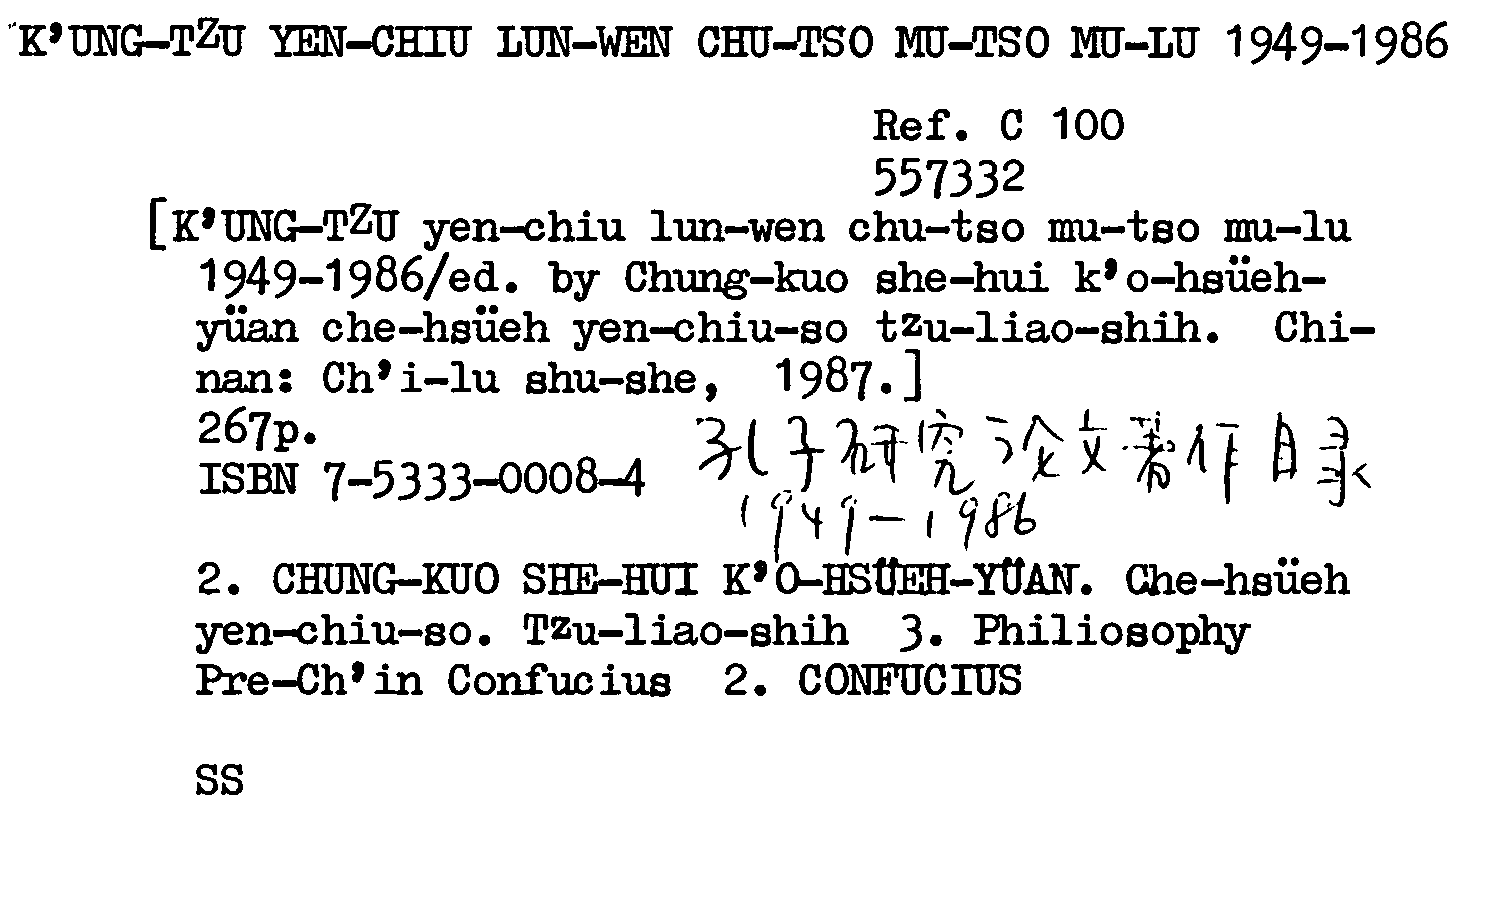 K'UNG-TZU YEN-CHIU LUN-WEN CHU-TSO MU-TSO MU-LU 1949-1986
Ref. C 100
557332
[K'UNG-TZU yen-chiu lun-wen chu-tso mu-tso mu-lu
1949-1986/ed. by Chung-kuo she-hui k'o-hsüeh-
yüan che-hsüeh yen-chiu-so tzu-liao-shih. Chi-
nan: Ch'i-lu shu-she, 1987.]
267p.
孔子研究论文著作目录
ISBN 7-5333-0008-4
1949-1986
2. CHUNG-KUO SHE-HUI K'O-HSÜEH-YÜAN. Che-hsüeh
yen-chiu-so. Tzu-liao-shih 3. Philiosophy
Pre-Ch'in Confucius 2. CONFUCIUS
SS